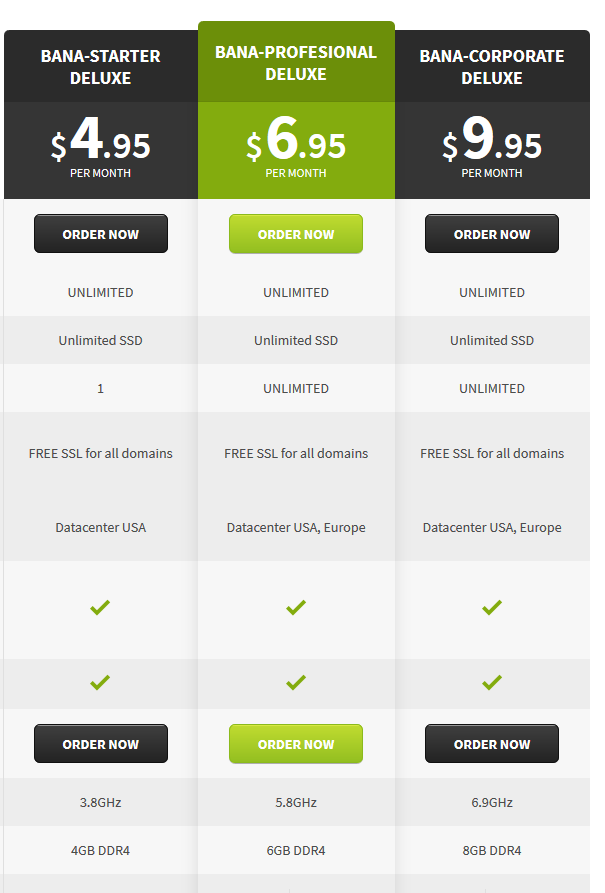 BANA-STARTER
DELUXE
BANA-PROFESIONAL
DELUXE
BANA-CORPORATE
DELUXE
$4.95
PER MONTH
$6.95
PER MONTH
$9.95
PER MONTH
ORDER NOW
ORDER NOW
ORDER NOW
UNLIMITED
UNLIMITED
UNLIMITED
Unlimited SSD
Unlimited SSD
Unlimited SSD
1
UNLIMITED
UNLIMITED
FREE SSL for all domains
FREE SSL for all domains
FREE SSL for all domains
Datacenter USA
Datacenter USA, Europe
Datacenter USA, Europe
ORDER NOW
ORDER NOW
ORDER NOW
3.8GHz
5.8GHz
6.9GHz
4GB DDR4
6GB DDR4
8GB DDR4